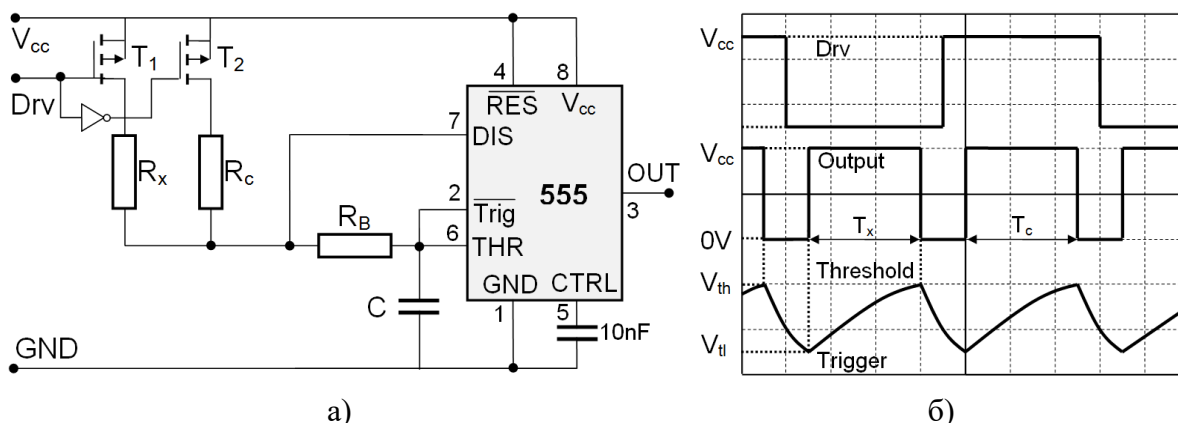 Vcc
Drv
T1
T2
Rx
Rc
RB
C
GND
4
8
RES
Vcc
7
DIS
2
Trig
555
OUT
3
6
THR
GND
CTRL
1
5
10nF
а)
Vcc
Drv
Vcc
Output
0V
Tx
Tc
Vth
Threshold
Vtl
Trigger
б)